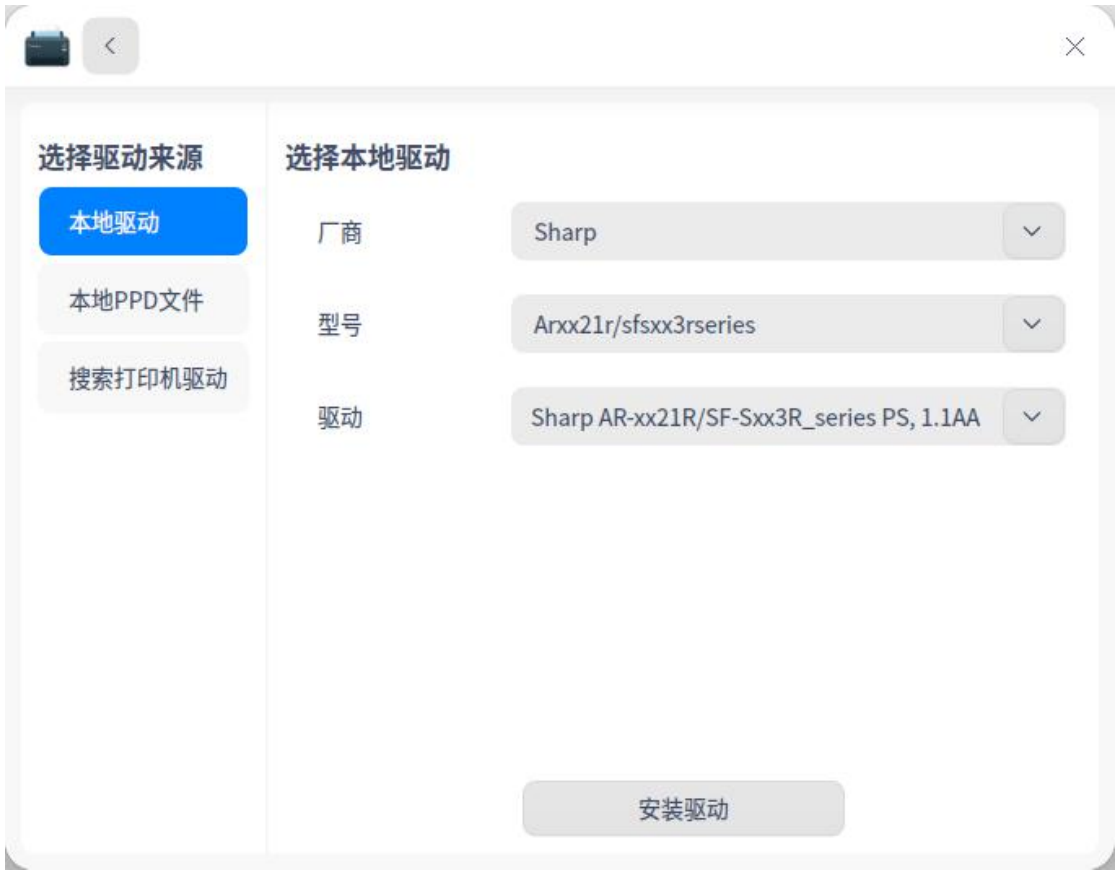 选择驱动来源
本地驱动
本地PPD文件
搜索打印机驱动
选择本地驱动
厂商 Sharp
型号 Arxx21r/sfsxx3rseries
驱动 Sharp AR-xx21R/SF-Sxx3R_series PS, 1.1AA
安装驱动